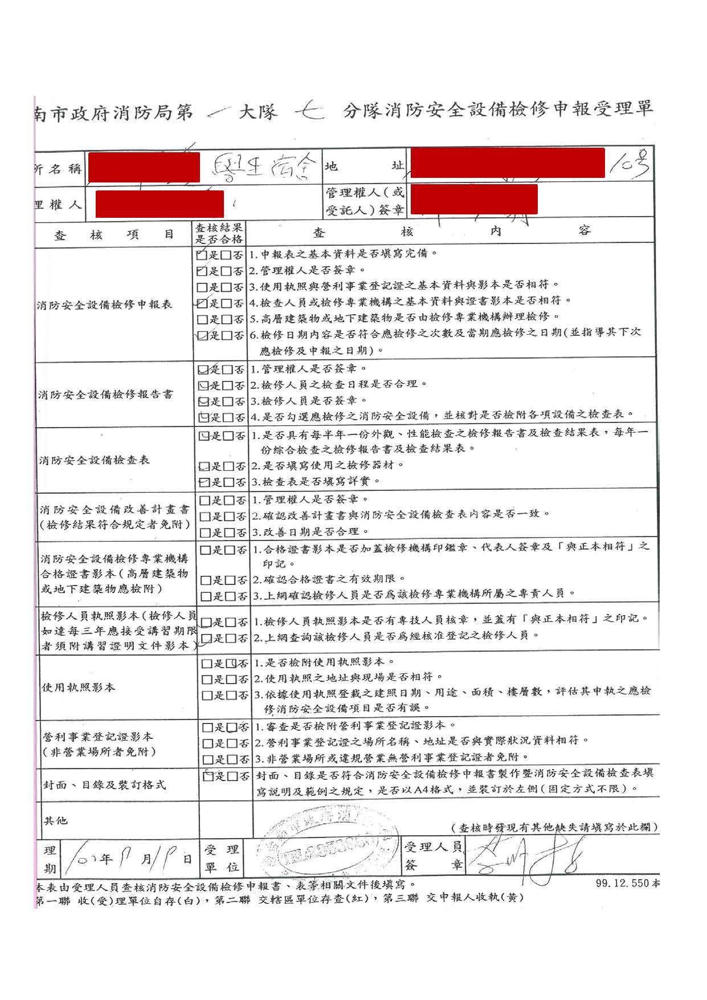 南市政府消防局第 一 大隊 七 分隊消防安全設備檢修申報受理單
所名稱 學生宿舍 地 址 10号
理權人 管理權人(或受託人)簽章
查核項目 查核結果是否合格 查核內容
消防安全設備檢修申報表
☑是□否 1.申報表之基本資料是否填寫完備。
☑是□否 2.管理權人是否簽章。
□是□否 3.使用執照與營利事業登記證之基本資料與影本是否相符。
☑是□否 4.檢查人員或檢修專業機構之基本資料與證書影本是否相符。
□是□否 5.高層建築物或地下建築物是否由檢修專業機構辦理檢修。
☑是□否 6.檢修日期內容是否符合應檢修之次數及當期應檢修之日期(並指導其下次
應檢修及申報之日期)。
消防安全設備檢修報告書
☑是□否 1.管理權人是否簽章。
☑是□否 2.檢修人員之檢查日程是否合理。
☑是□否 3.檢修人員是否簽章。
☑是□否 4.是否勾選應檢修之消防安全設備，並核對是否檢附各項設備之檢查表。
消防安全設備檢查表
☑是□否 1.是否具有每半年一份外觀、性能檢查之檢修報告書及檢查結果表，每年一
份綜合檢查之檢修報告書及檢查結果表。
☑是□否 2.是否填寫使用之檢修器材。
☑是□否 3.檢查表是否填寫詳實。
消防安全設備改善計畫書
(檢修結果符合規定者免附)
□是□否 1.管理權人是否簽章。
□是□否 2.確認改善計畫書與消防安全設備檢查表內容是否一致。
□是□否 3.改善日期是否合理。
消防安全設備檢修專業機構
合格證書影本(高層建築物
或地下建築物應檢附)
□是□否 1.合格證書影本是否加蓋檢修機構印鑑章、代表人簽章及「與正本相符」之
印記。
□是□否 2.確認合格證書之有效期限。
□是□否 3.上網確認檢修人員是否為該檢修專業機構所屬之專責人員。
檢修人員執照影本(檢修人員
如達每三年應接受講習期限
者須附講習證明文件影本)
☑是□否 1.檢修人員執照影本是否有專技人員核章，並蓋有「與正本相符」之印記。
☑是□否 2.上網查詢該檢修人員是否為經核准登記之檢修人員。
使用執照影本
□是☑否 1.是否檢附使用執照影本。
□是□否 2.使用執照之地址與現場是否相符。
□是□否 3.依據使用執照登載之建照日期、用途、面積、樓層數，評估其申執之應檢
修消防安全設備項目是否有誤。
營利事業登記證影本
(非營業場所者免附)
□是☑否 1.審查是否檢附營利事業登記證影本。
□是□否 2.營利事業登記證之場所名稱、地址是否與實際狀況資料相符。
□是□否 3.非營業場所或違規營業無營利事業登記證者免附。
封面、目錄及裝訂格式
☑是□否 封面、目錄是否符合消防安全設備檢修申報書製作暨消防安全設備檢查表填
寫說明及範例之規定，是否以A4格式，並裝訂於左側(固定方式不限)。
其他
(查核時發現有其他缺失請填寫於此欄)
理期 年 月 日 受理單位 受理人員簽章
本表由受理人員查核消防安全設備檢修申報書、表等相關文件後填寫。 99.12.550本
第一聯 收(受)理單位自存(白)，第二聯 交轄區單位存查(紅)，第三聯 交申報人收執(黃)